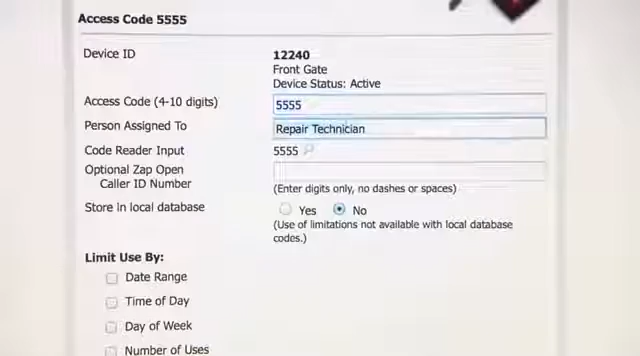 Access Code 5555
Device ID
12240
Front Gate
Device Status: Active
Access Code (4-10 digits)
5555
Person Assigned To
Repair Technician
Code Reader Input
5555
Optional Zap Open
Caller ID Number
(Enter digits only, no dashes or spaces)
Store in local database
Yes No
(Use of limitations not available with local database
codes.)
Limit Use By:
Date Range
Time of Day
Day of Week
Number of Uses